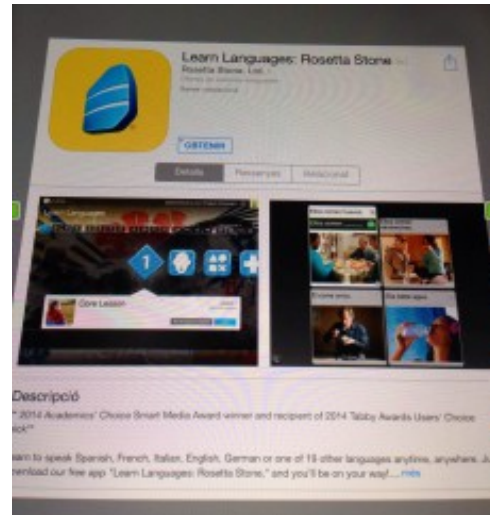 Learn Languages: Rosetta Stone
Rosetta Stone, Ltd.
OBTENIR
Detalls
Ressenyes
Relacionat
1
Core Lesson
Descripció
2014 Academics' Choice Smart Media Award winner and recipient of 2014 Tabby Awards Users' Choice
to speak Spanish, French, Italian, English, German or one of 19 other languages anytime, anywhere.
our free app "Learn Languages: Rosetta Stone," and you'll be on your way!... més